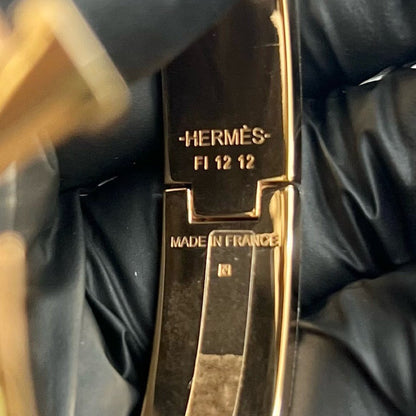 -HERMÈS-
FI 12 12
MADE IN FRANCE
N